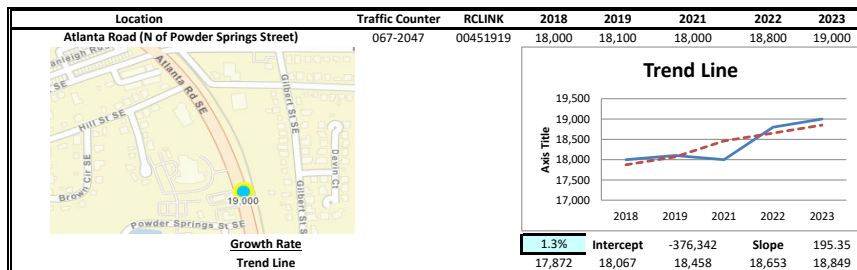 Location Traffic Counter RCLINK 2018 2019 2021 2022 2023
Atlanta Road (N of Powder Springs Street) 067-2047 00451919 18,000 18,100 18,000 18,800 19,000
Trend Line
Axis Title
19,500
19,000
18,500
18,000
17,500
17,000
2018 2019 2021 2022 2023
St SE
Atlanta Rd SE
Gilbert St SE
Hill St SE
Devin Ct
Brown Cir SE
Gilbert St S
19,000
Powder Springs St SE
Growth Rate 1.3% Intercept -376,342 Slope 195.35
Trend Line 17,872 18,067 18,458 18,653 18,849